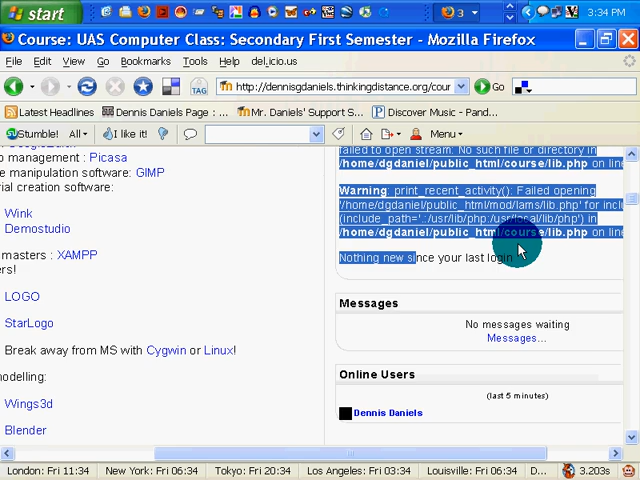 start
3
3:34 PM
Course: UAS Computer Class: Secondary First Semester - Mozilla Firefox
File Edit View Go Bookmarks Tools Help del.icio.us
TAG http://dennisgdaniels.thinkingdistance.org/cour Go
Latest Headlines Dennis Daniels Page : ... Mr. Daniels' Support S... Discover Music - Pand...
Stumble! All I like it! Menu
failed to open stream: No such file or directory in
/home/dgdaniel/public_html/course/lib.php on line
Warning: print_recent_activity(): Failed opening
'/home/dgdaniel/public_html/mod/lams/lib.php' for inc
(include_path='.:/usr/lib/php:/usr/local/lib/php') in
/home/dgdaniel/public_html/course/lib.php on line
Nothing new since your last login
Messages
No messages waiting
Messages...
Online Users
(last 5 minutes)
Dennis Daniels
o management : Picasa
e manipulation software: GIMP
rial creation software:
Wink
Demostudio
masters : XAMPP
ers!
LOGO
StarLogo
Break away from MS with Cygwin or Linux!
modelling:
Wings3d
Blender
London: Fri 11:34 New York: Fri 06:34 Tokyo: Fri 20:34 Los Angeles: Fri 03:34 Louisville: Fri 06:34 D... 3.203s